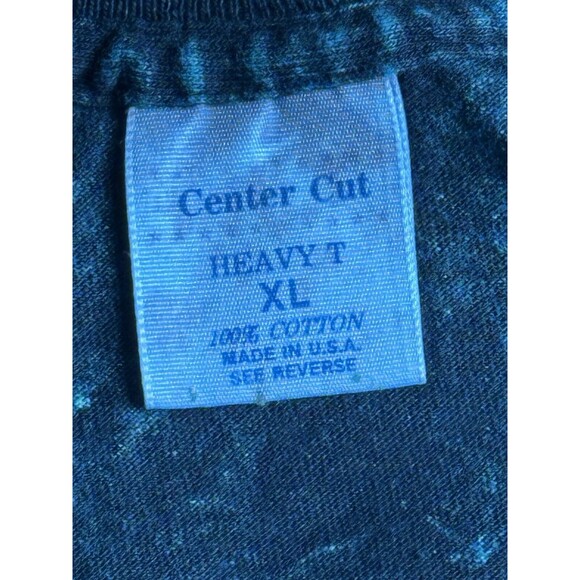 Center Cut
HEAVY T
XL
100% COTTON
MADE IN U.S.A.
SEE REVERSE